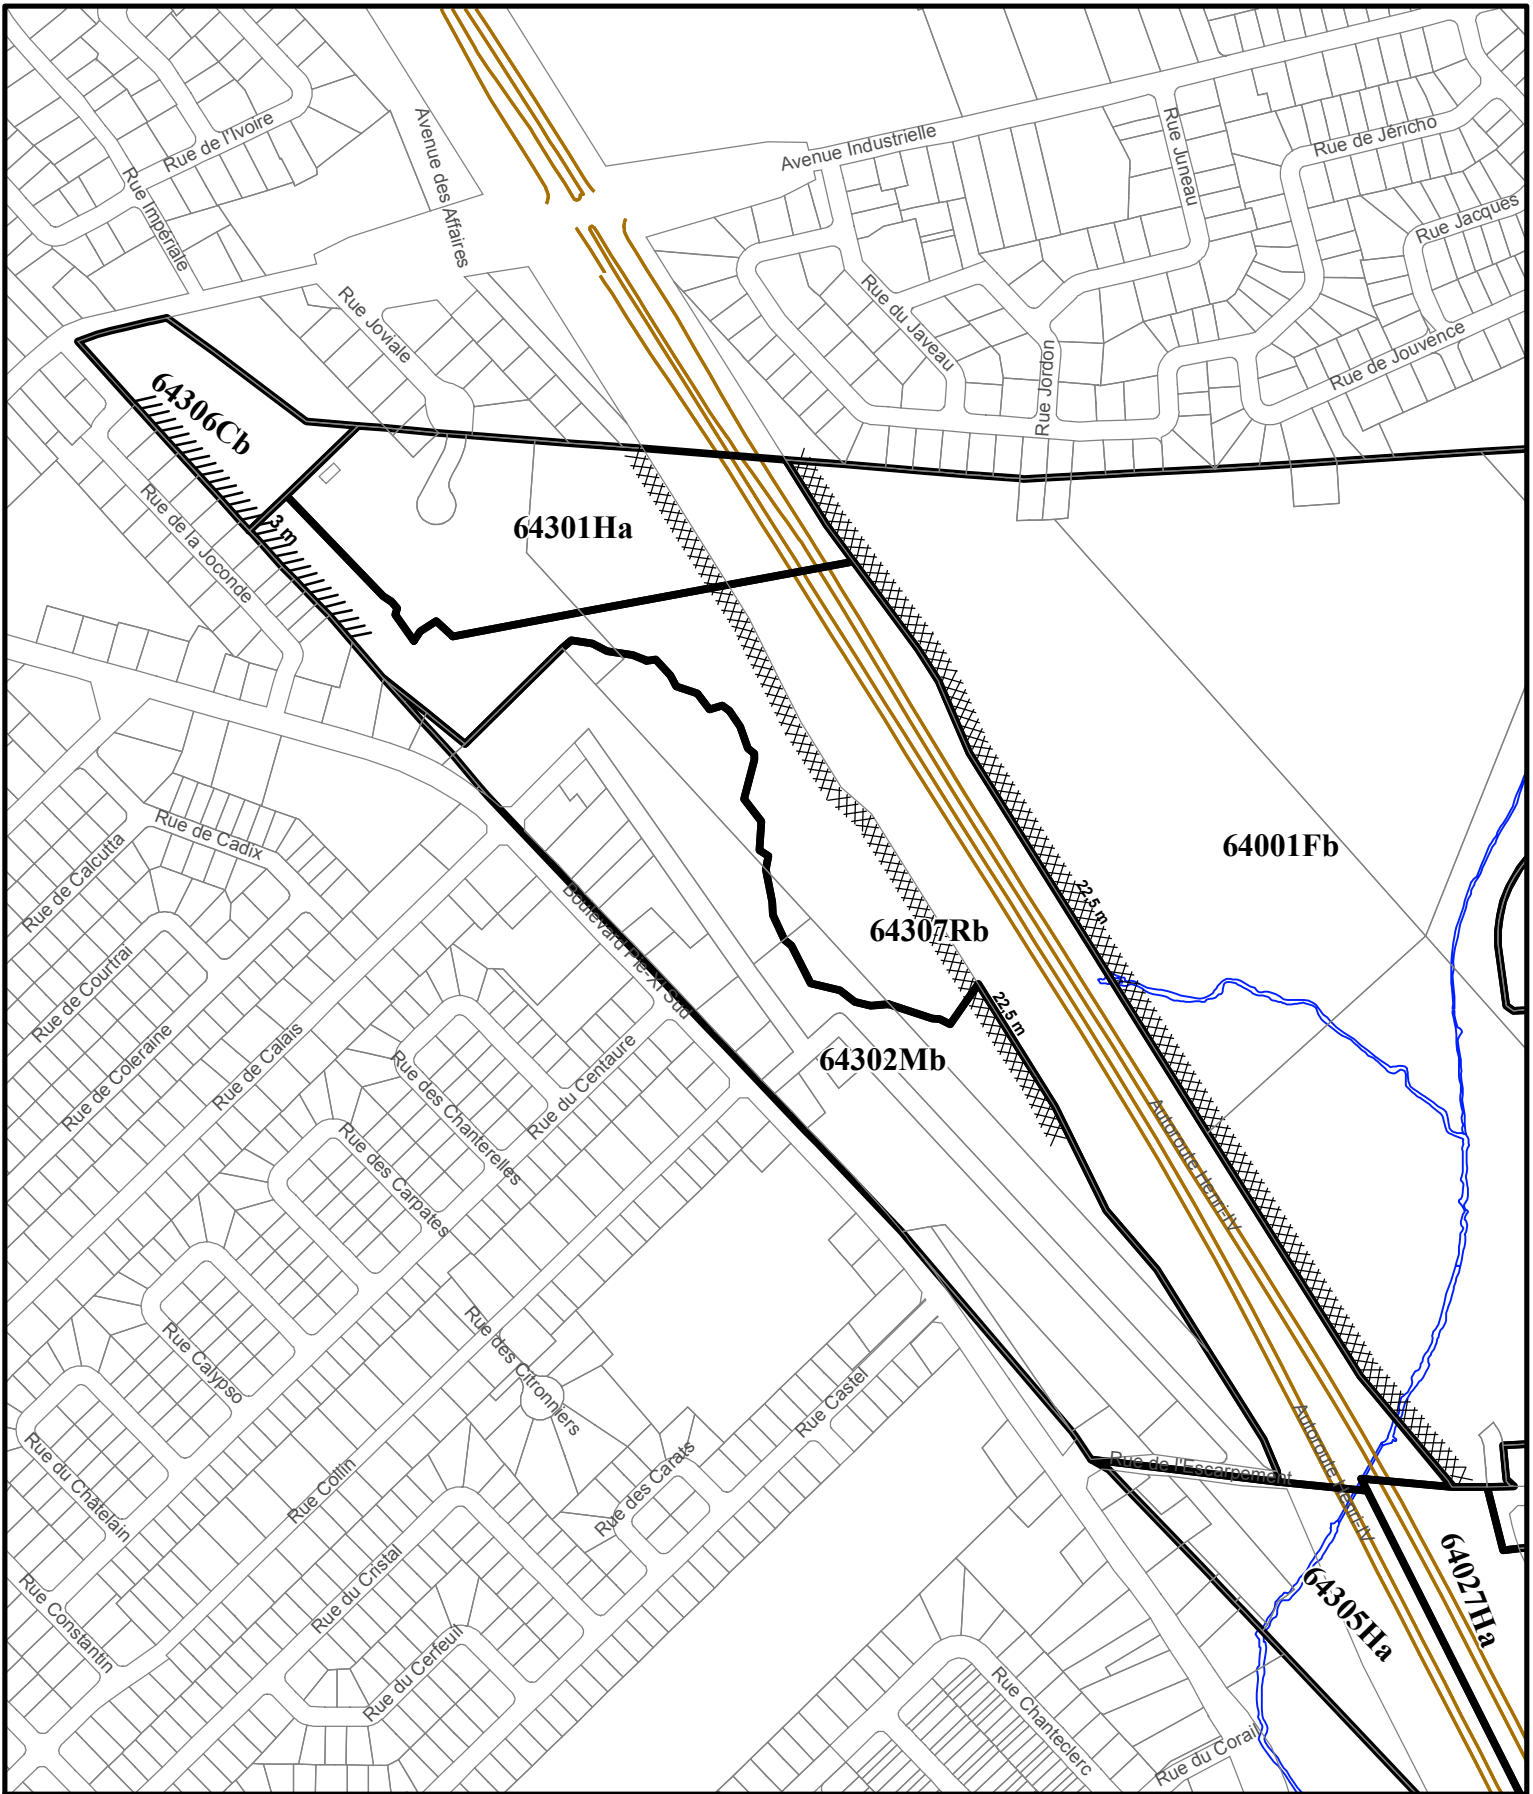 Rue de l'Ivoire
Rue Impériale
Avenue des Affaires
Avenue Industrielle
Rue Juneau
Rue de Jéricho
Rue Jacques
Rue Joviale
Rue du Javeau
Rue Jordon
Rue de Jouvence
64306Cb
3 m
64301Ha
Rue de la Joconde
Rue de Cadix
Rue de Calcutta
64001Fb
22,5 m
Boulevard Pie-XI Sud
64307Rb
22,5 m
Rue de Courtrai
Rue de Coleraine
Rue de Calais
Rue des Chanterelles
Rue du Centaure
64302Mb
Rue des Carpates
Autoroute Henri-IV
Rue Calypso
Rue des Citronniers
Rue Castel
Rue du Châtelain
Rue Collin
Rue des Carats
Rue de l'Escarpement
Autoroute Henri-IV
Rue Constantin
Rue du Cristal
Rue du Cerfeuil
64305Ha
64027Ha
Rue Chanteclerc
Rue du Corail